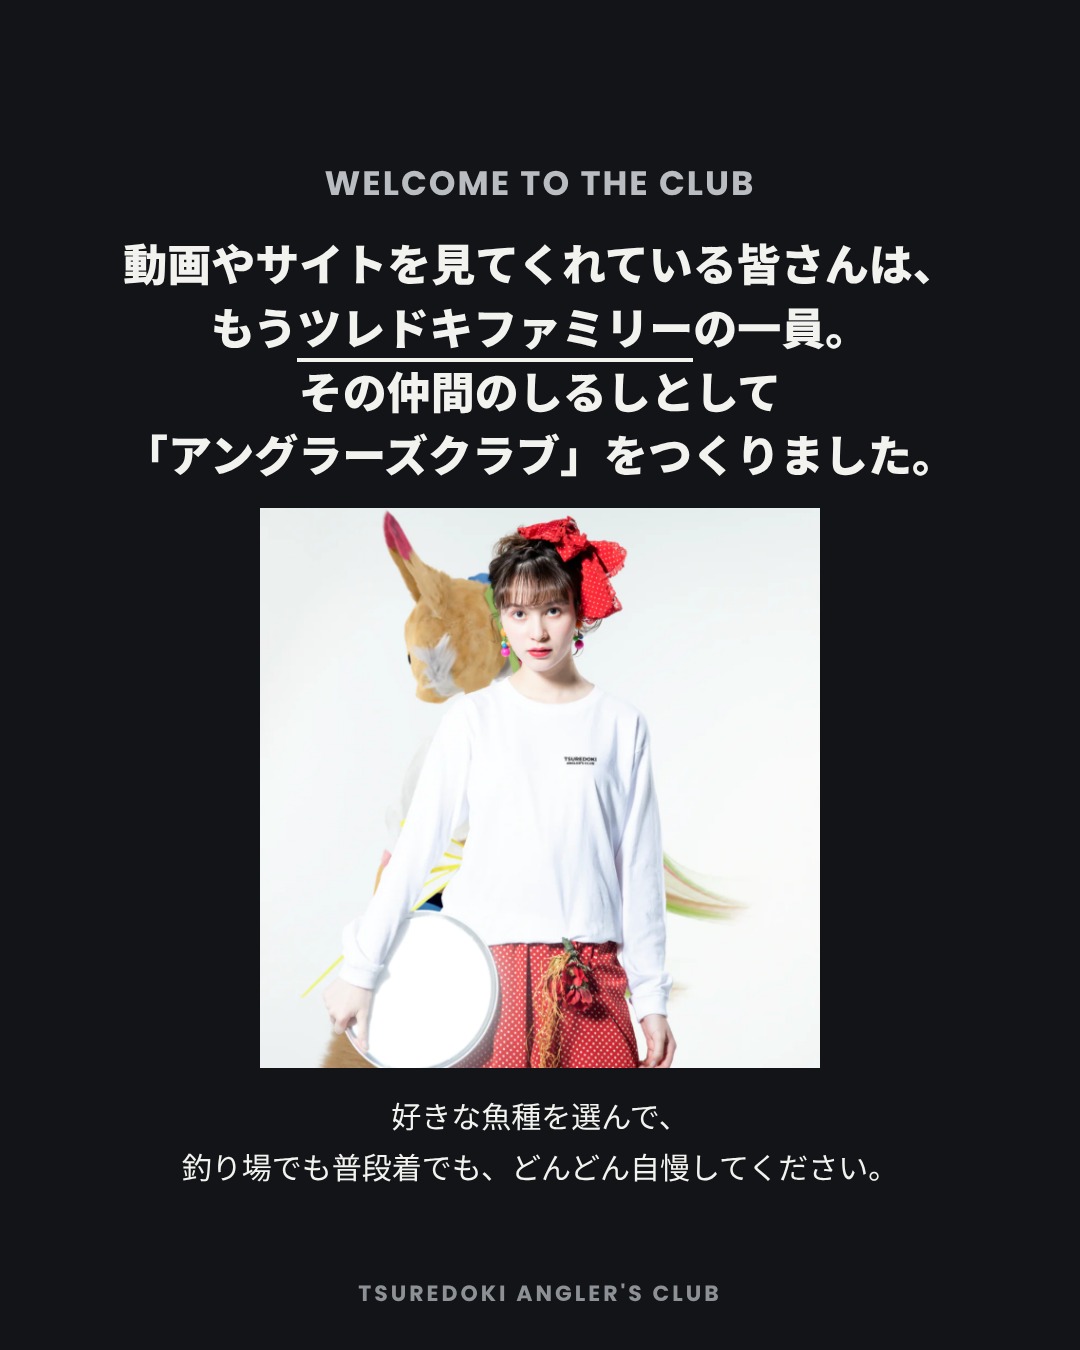 WELCOME TO THE CLUB
動画やサイトを見てくれている皆さんは、
もうツレドキファミリーの一員。
その仲間のしるしとして
「アングラーズクラブ」をつくりました。
TSUREDOKI
ANGLER'S CLUB
好きな魚種を選んで、
釣り場でも普段着でも、どんどん自慢してください。
TSUREDOKI ANGLER'S CLUB